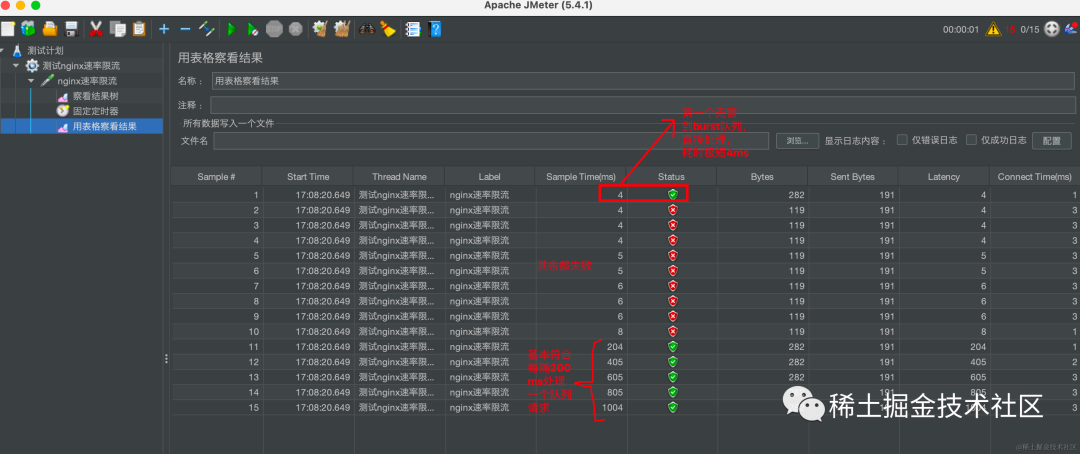 Apache JMeter (5.4.1)
00:00:01
15 0/15
测试计划
测试nginx速率限流
nginx速率限流
察看结果树
固定定时器
用表格察看结果
用表格察看结果
名称： 用表格察看结果
注释：
所有数据写入一个文件
文件名 浏览... 显示日志内容： 仅错误日志 仅成功日志 配置
到burst队列,
直接处理,
耗时极短4ms
Sample # Start Time Thread Name Label Sample Time(ms) Status Bytes Sent Bytes Latency Connect Time(ms)
1 17:08:20.649 测试nginx速率限... nginx速率限流 4 282 191 4 1
2 17:08:20.649 测试nginx速率限... nginx速率限流 4 119 191 4 3
3 17:08:20.649 测试nginx速率限... nginx速率限流 4 119 191 4 3
4 17:08:20.649 测试nginx速率限... nginx速率限流 4 119 191 4 3
5 17:08:20.649 测试nginx速率限... nginx速率限流 5 119 191 5 3
6 17:08:20.649 测试nginx速率限... nginx速率限流 5 119 191 5 3
7 17:08:20.649 测试nginx速率限... nginx速率限流 6 119 191 6 3
8 17:08:20.649 测试nginx速率限... nginx速率限流 6 119 191 6 3
9 17:08:20.649 测试nginx速率限... nginx速率限流 6 119 191 6 3
10 17:08:20.649 测试nginx速率限... nginx速率限流 8 119 191 8 1
11 17:08:20.649 测试nginx速率限... nginx速率限流 204 282 191 204 1
12 17:08:20.649 测试nginx速率限... nginx速率限流 405 282 191 405 2
13 17:08:20.649 测试nginx速率限... nginx速率限流 605 282 191 605 3
14 17:08:20.649 测试nginx速率限... nginx速率限流 805 191 805 3
15 17:08:20.649 测试nginx速率限... nginx速率限流 1004 3
其余都失败
基本符合
每隔200
ms处理
一个队列
请求
稀土掘金技术社区
@稀土掘金技术社区